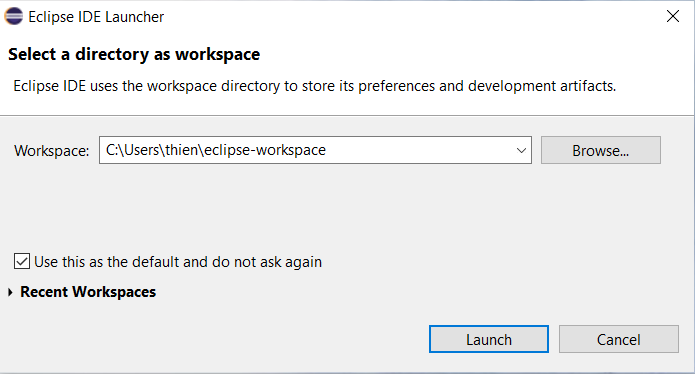 Eclipse IDE Launcher
Select a directory as workspace
Eclipse IDE uses the workspace directory to store its preferences and development artifacts.
Workspace: C:\Users\thien\eclipse-workspace Browse...
Use this as the default and do not ask again
Recent Workspaces
Launch Cancel